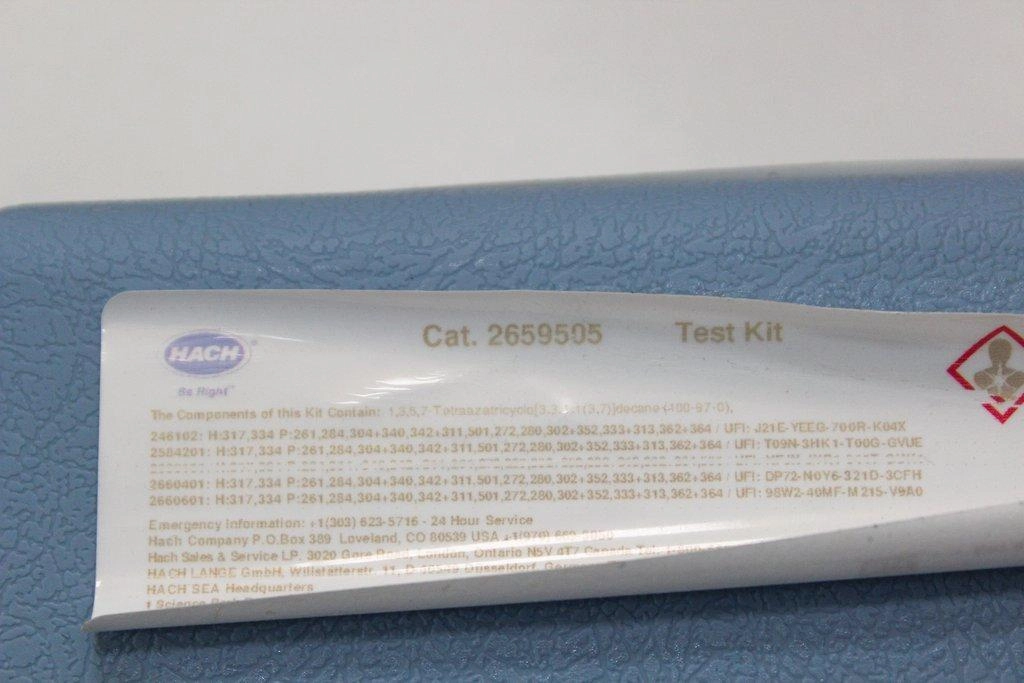 HACH
Be Right™
Cat. 2659505 Test Kit
The Components of this Kit Contain: 1,3,5,7-Tetraazatricyclo[3.3.1.1(3,7)]decane (100-97-0),
246102: H:317,334 P:261,284,304+340,342+311,501,272,280,302+352,333+313,362+364 / UFI: J21E-YEEG-700R-K04X
2584201: H:317,334 P:261,284,304+340,342+311,501,272,280,302+352,333+313,362+364 / UFI: T09N-3HK1-T00G-GVUE
2660401: H:317,334 P:261,284,304+340,342+311,501,272,280,302+352,333+313,362+364 / UFI: DP72-N0Y6-321D-3CFH
2660601: H:317,334 P:261,284,304+340,342+311,501,272,280,302+352,333+313,362+364 / UFI: 98W2-40MF-M215-V9A0
Emergency Information: +1(303) 623-5716 - 24 Hour Service
Hach Company P.O.Box 389 Loveland, CO 80539 USA
Hach Sales & Service LP, 3020 Gore Road, London, Ontario N5V 4T7 Canada Tel.
HACH LANGE GmbH, Willstätterstr. 11, Düsseldorf,
HACH SEA Headquarters
1 Science